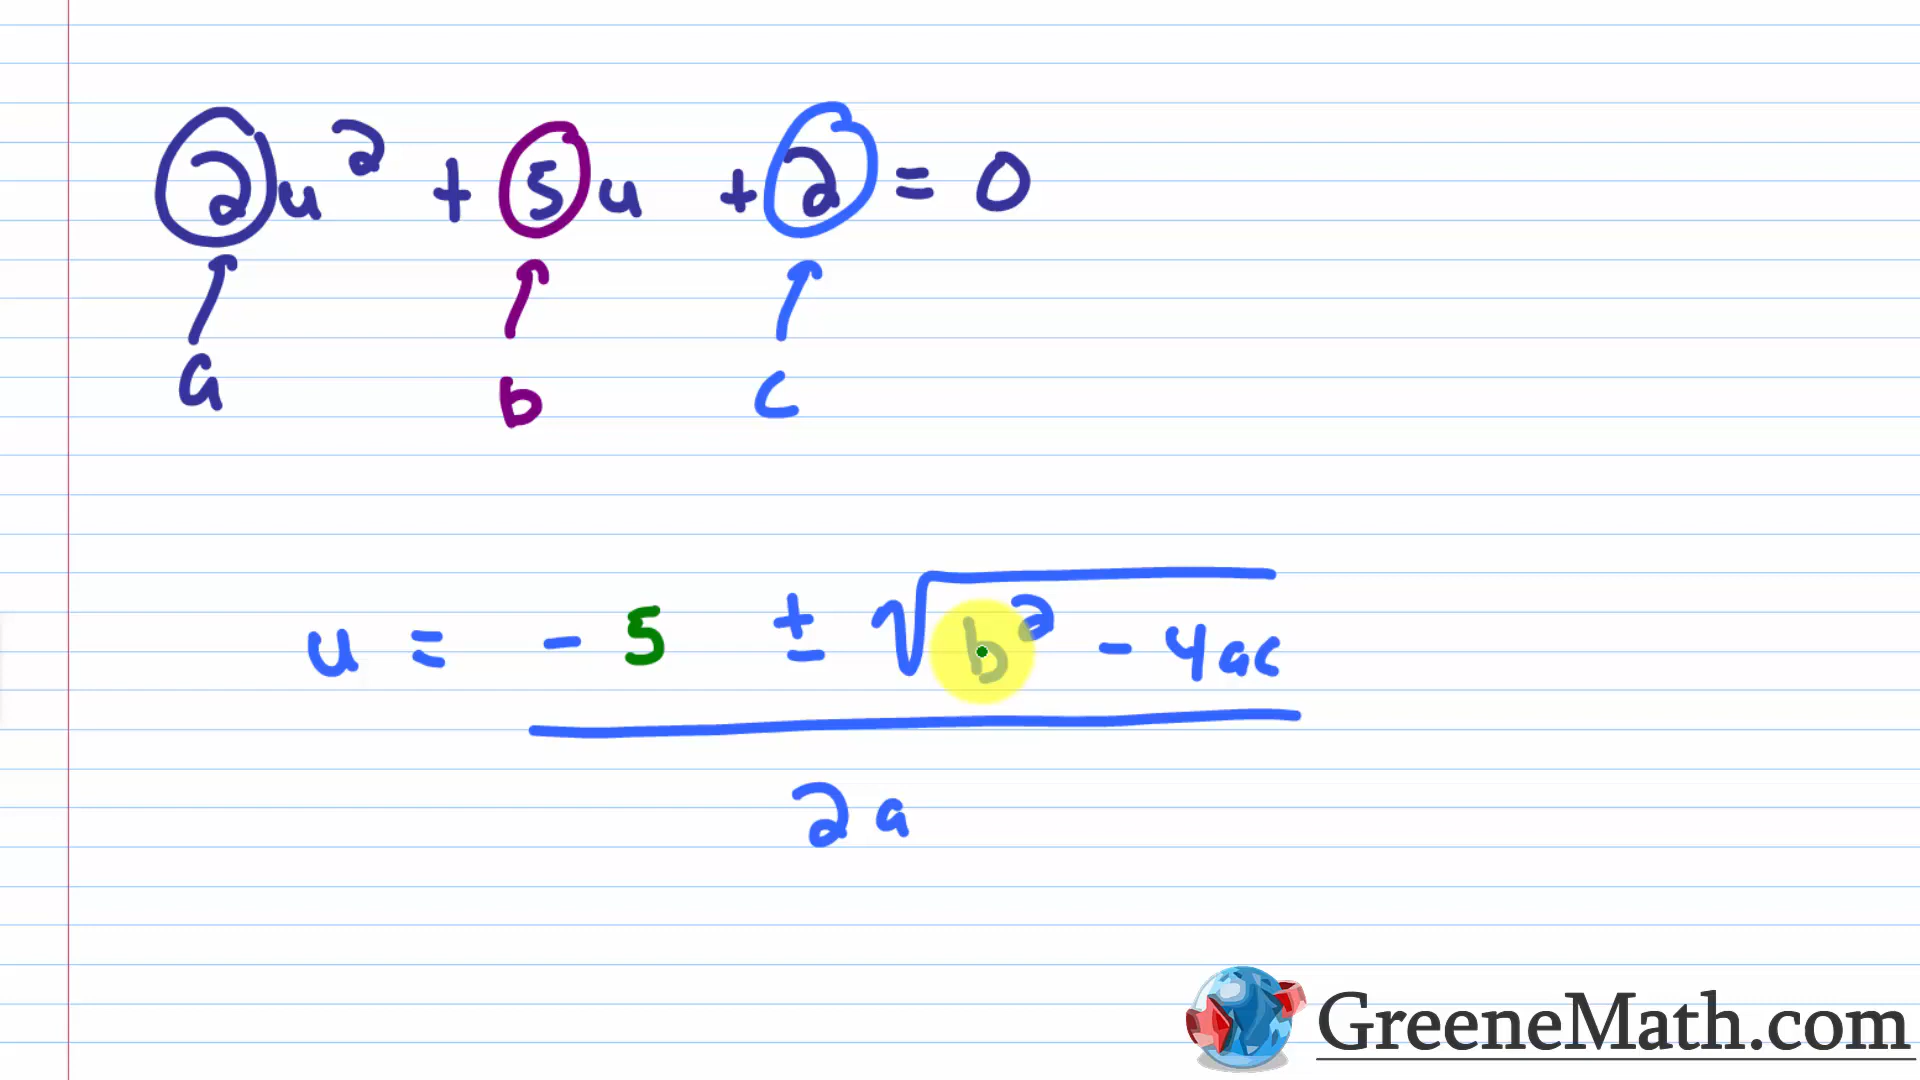 2u² + 5u + 2 = 0
a b c
u = - 5 ± √b² - 4ac
2a
GreeneMath.com